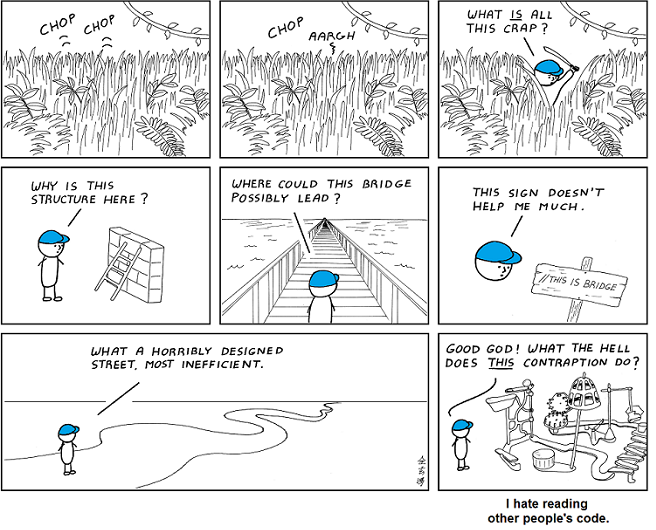 CHOP
CHOP
CHOP
AARGH
WHAT IS ALL
THIS CRAP?
WHY IS THIS
STRUCTURE HERE?
WHERE COULD THIS BRIDGE
POSSIBLY LEAD?
THIS SIGN DOESN'T
HELP ME MUCH.
//THIS IS BRIDGE
WHAT A HORRIBLY DESIGNED
STREET, MOST INEFFICIENT.
GOOD GOD! WHAT THE HELL
DOES THIS CONTRAPTION DO?
I hate reading
other people's code.